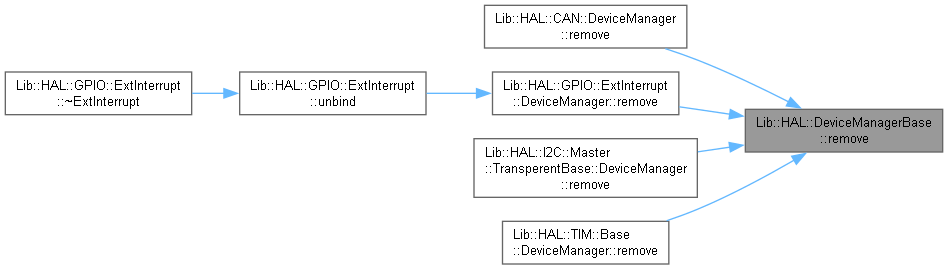 Lib::HAL::CAN::DeviceManager
::remove
Lib::HAL::GPIO::ExtInterrupt
::~ExtInterrupt
Lib::HAL::GPIO::ExtInterrupt
::unbind
Lib::HAL::GPIO::ExtInterrupt
::DeviceManager::remove
Lib::HAL::DeviceManagerBase
::remove
Lib::HAL::I2C::Master
::TransperentBase::DeviceManager
::remove
Lib::HAL::TIM::Base
::DeviceManager::remove